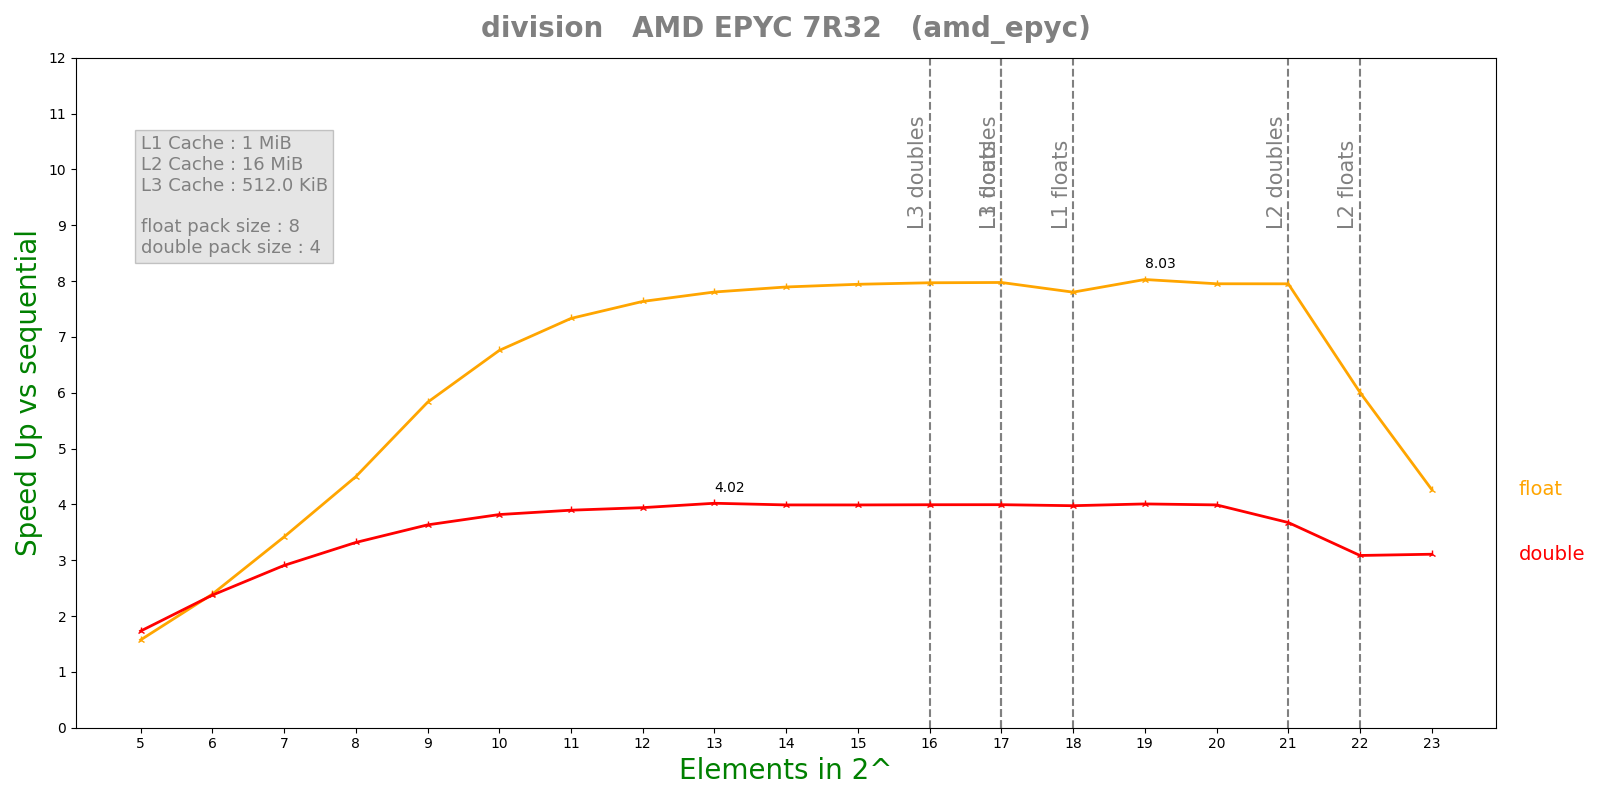 division   AMD EPYC 7R32   (amd_epyc)
12
11
10
9
8
7
6
5
4
3
2
1
0
Speed Up vs sequential
L1 Cache : 1 MiB
L2 Cache : 16 MiB
L3 Cache : 512.0 KiB
float pack size : 8
double pack size : 4
L3 doubles
L3 floats
L1 doubles
L1 floats
L2 doubles
L2 floats
8.03
4.02
float
double
5 6 7 8 9 10 11 12 13 14 15 16 17 18 19 20 21 22 23
Elements in 2^